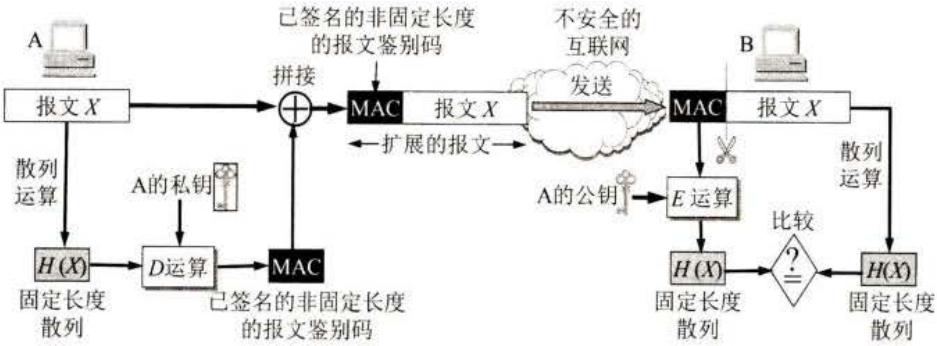 已签名的非固定长度
的报文鉴别码
不安全的
互联网
A
B
拼接
发送
报文 X
MAC
报文 X
MAC
报文 X
扩展的报文
散列
运算
A的私钥
A的公钥
E 运算
散列
运算
比较
H(X)
D运算
MAC
H(X)
?
=
H(X)
固定长度
散列
已签名的非固定长度
的报文鉴别码
固定长度
散列
固定长度
散列